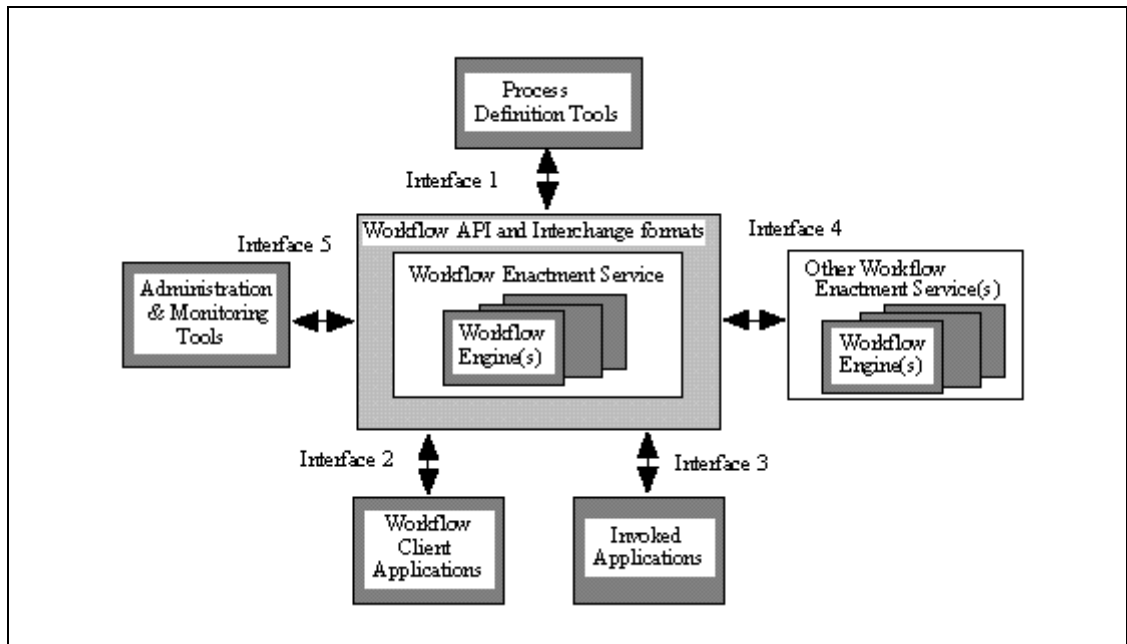 Process
Definition Tools
Interface 1
Workflow API and Interchange formats
Interface 5
Interface 4
Workflow Enactment Service
Workflow
Engine(s)
Administration
& Monitoring
Tools
Other Workflow
Enactment Service(s)
Workflow
Engine(s)
Interface 2
Interface 3
Workflow
Client
Applications
Invoked
Applications